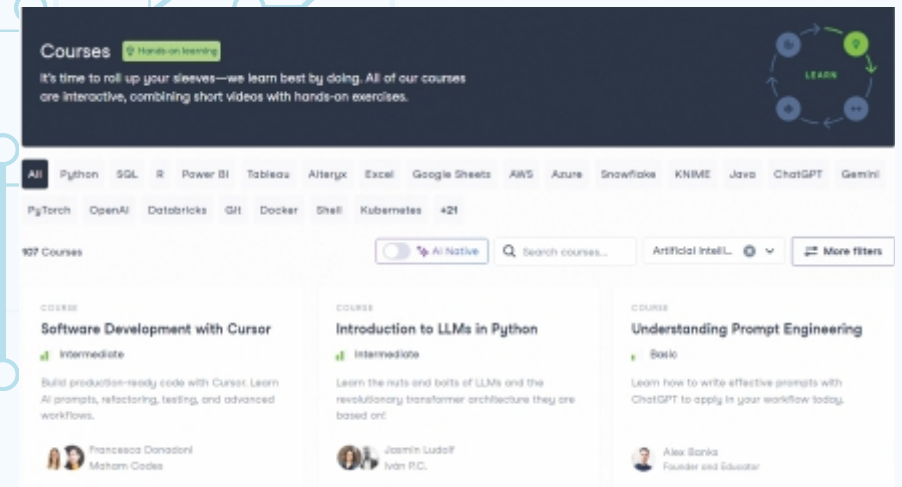 Courses Hands-on learning
It's time to roll up your sleeves—we learn best by doing. All of our courses
are interactive, combining short videos with hands-on exercises.
LEARN
All Python SQL R Power BI Tableau Alteryx Excel Google Sheets AWS Azure Snowflake KNIME Java ChatGPT Gemini
PyTorch OpenAI Databricks Git Docker Shell Kubernetes +21
107 Courses AI Native Search courses... Artificial Intelli... More filters
COURSE COURSE COURSE
Software Development with Cursor
Intermediate
Build production-ready code with Cursor. Learn
AI prompts, refactoring, testing, and advanced
workflows.
Francesca Donadoni
Maham Codes
Introduction to LLMs in Python
Intermediate
Learn the nuts and bolts of LLMs and the
revolutionary transformer architecture they are
based on!
Jasmin Ludolf
Iván P.C.
Understanding Prompt Engineering
Basic
Learn how to write effective prompts with
ChatGPT to apply in your workflow today.
Alex Banks
Founder and Educator